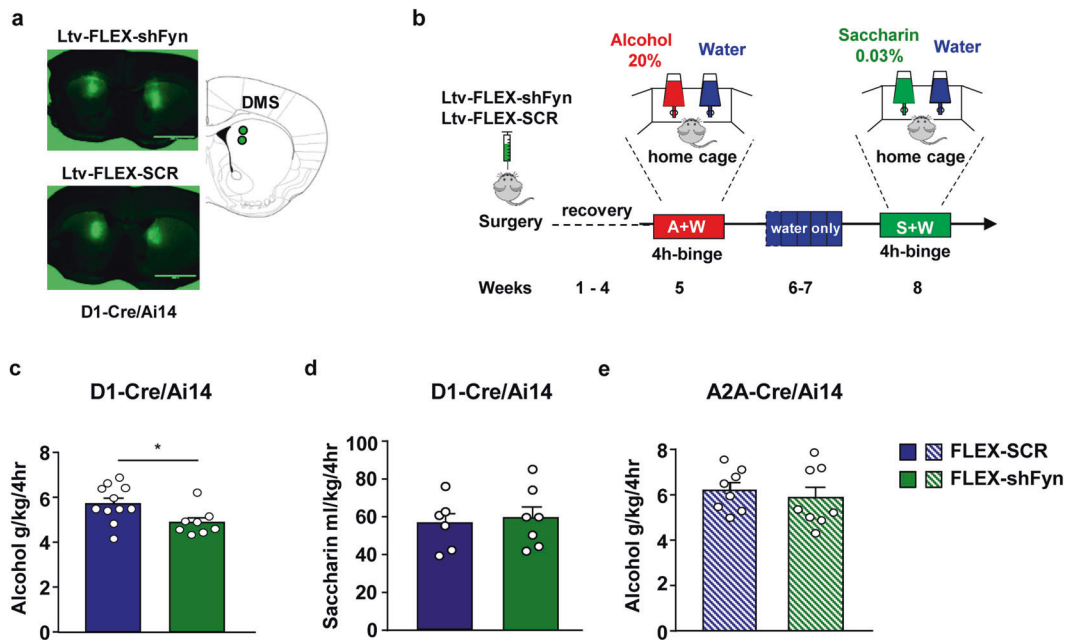 a
Ltv-FLEX-shFyn
DMS
Ltv-FLEX-SCR
D1-Cre/Ai14
b
Alcohol
20%
Water
Saccharin
0.03%
Water
Ltv-FLEX-shFyn
Ltv-FLEX-SCR
home cage
home cage
Surgery
recovery
A+W
water only
S+W
4h-binge
4h-binge
Weeks
1 - 4
5
6-7
8
c
D1-Cre/Ai14
Alcohol g/kg/4hr
8
6
4
2
0
*
d
D1-Cre/Ai14
Saccharin ml/kg/4hr
100
80
60
40
20
0
e
A2A-Cre/Ai14
Alcohol g/kg/4hr
8
6
4
2
0
FLEX-SCR
FLEX-shFyn